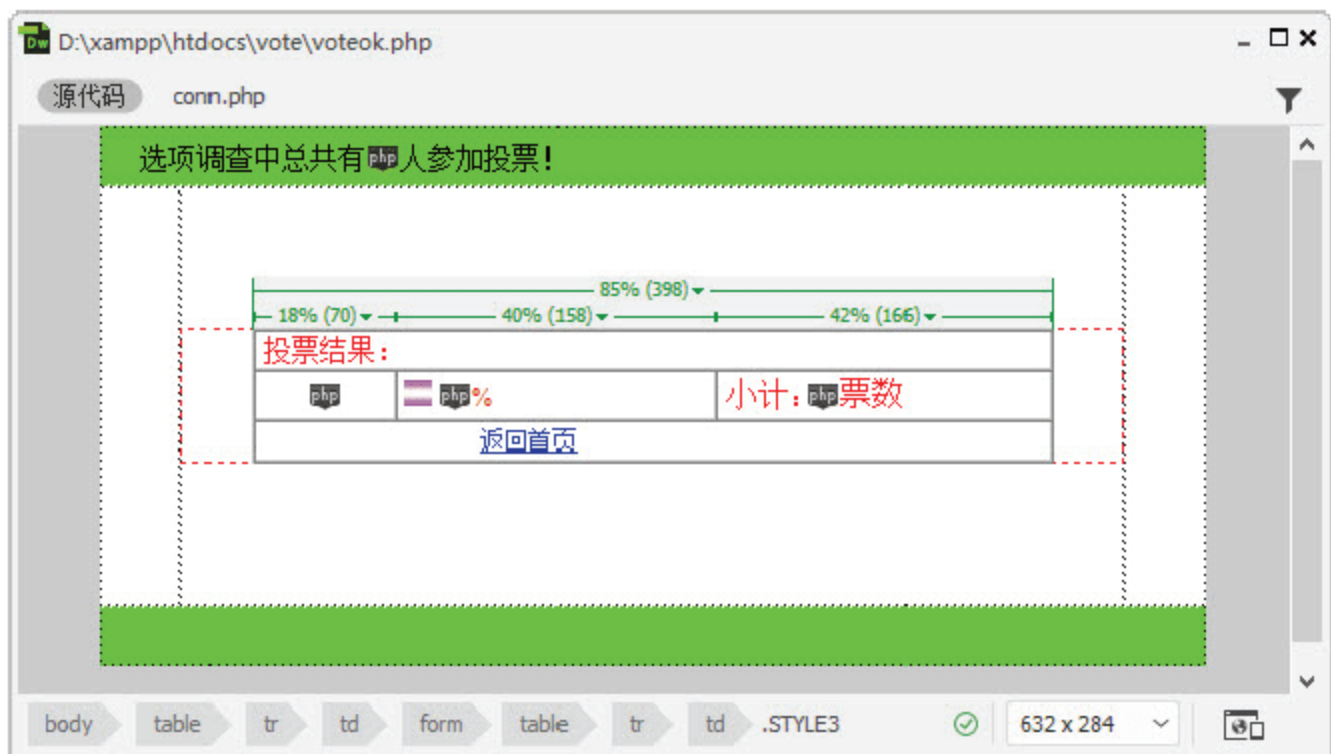 Dw D:\xampp\htdocs\vote\voteok.php
源代码 conn.php
选项调查中总共有php人参加投票！
85% (398)
18% (70) 40% (158) 42% (166)
投票结果：
php php% 小计：php票数
返回首页
body table tr td form table tr td .STYLE3 632 x 284